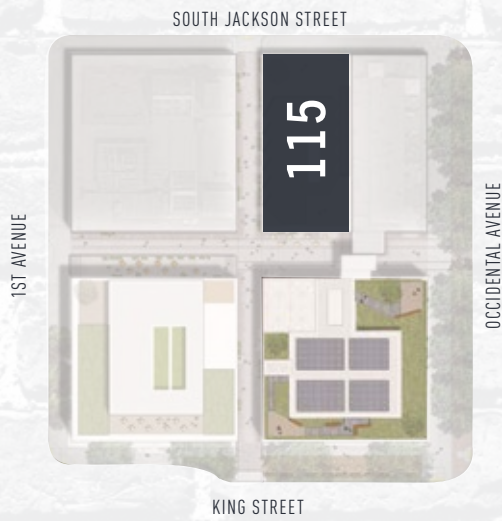 SOUTH JACKSON STREET
115
1ST AVENUE
OCCIDENTAL AVENUE
KING STREET